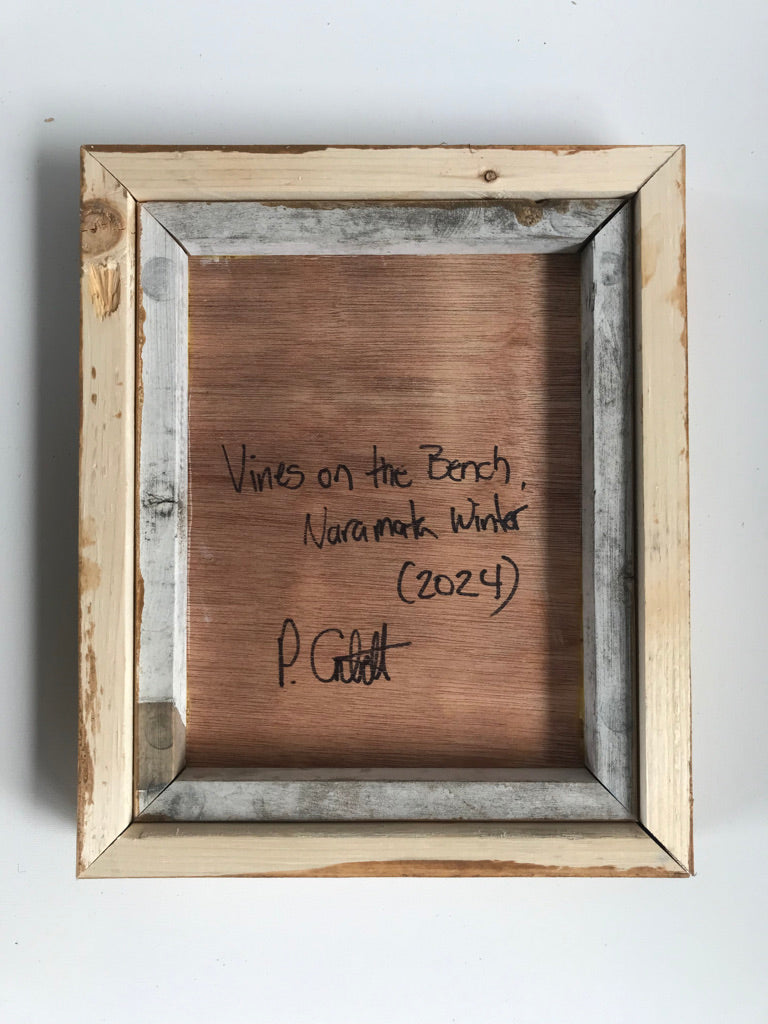 Vines on the Bench,
Naramata Winter
(2024)
P.